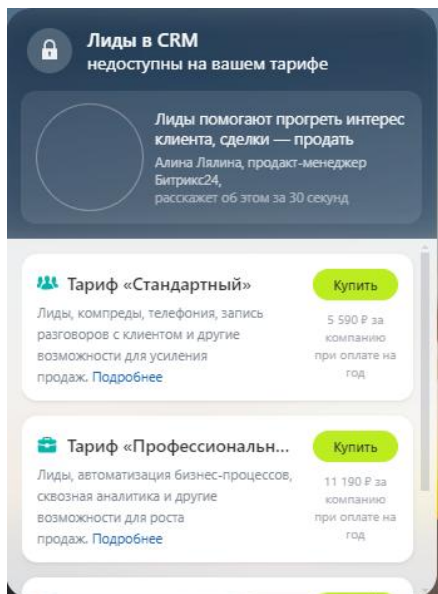 Лиды в CRM
недоступны на вашем тарифе
Лиды помогают прогреть интерес
клиента, сделки — продать
Алина Лялина, продакт-менеджер
Битрикс24,
расскажет об этом за 30 секунд
Тариф «Стандартный»
Купить
Лиды, компреды, телефония, запись
разговоров с клиентом и другие
возможности для усиления
продаж. Подробнее
5 590 ₽ за
компанию
при оплате на
год
Тариф «Профессиональн...
Купить
Лиды, автоматизация бизнес-процессов,
сквозная аналитика и другие
возможности для роста
продаж. Подробнее
11 190 ₽ за
компанию
при оплате на
год